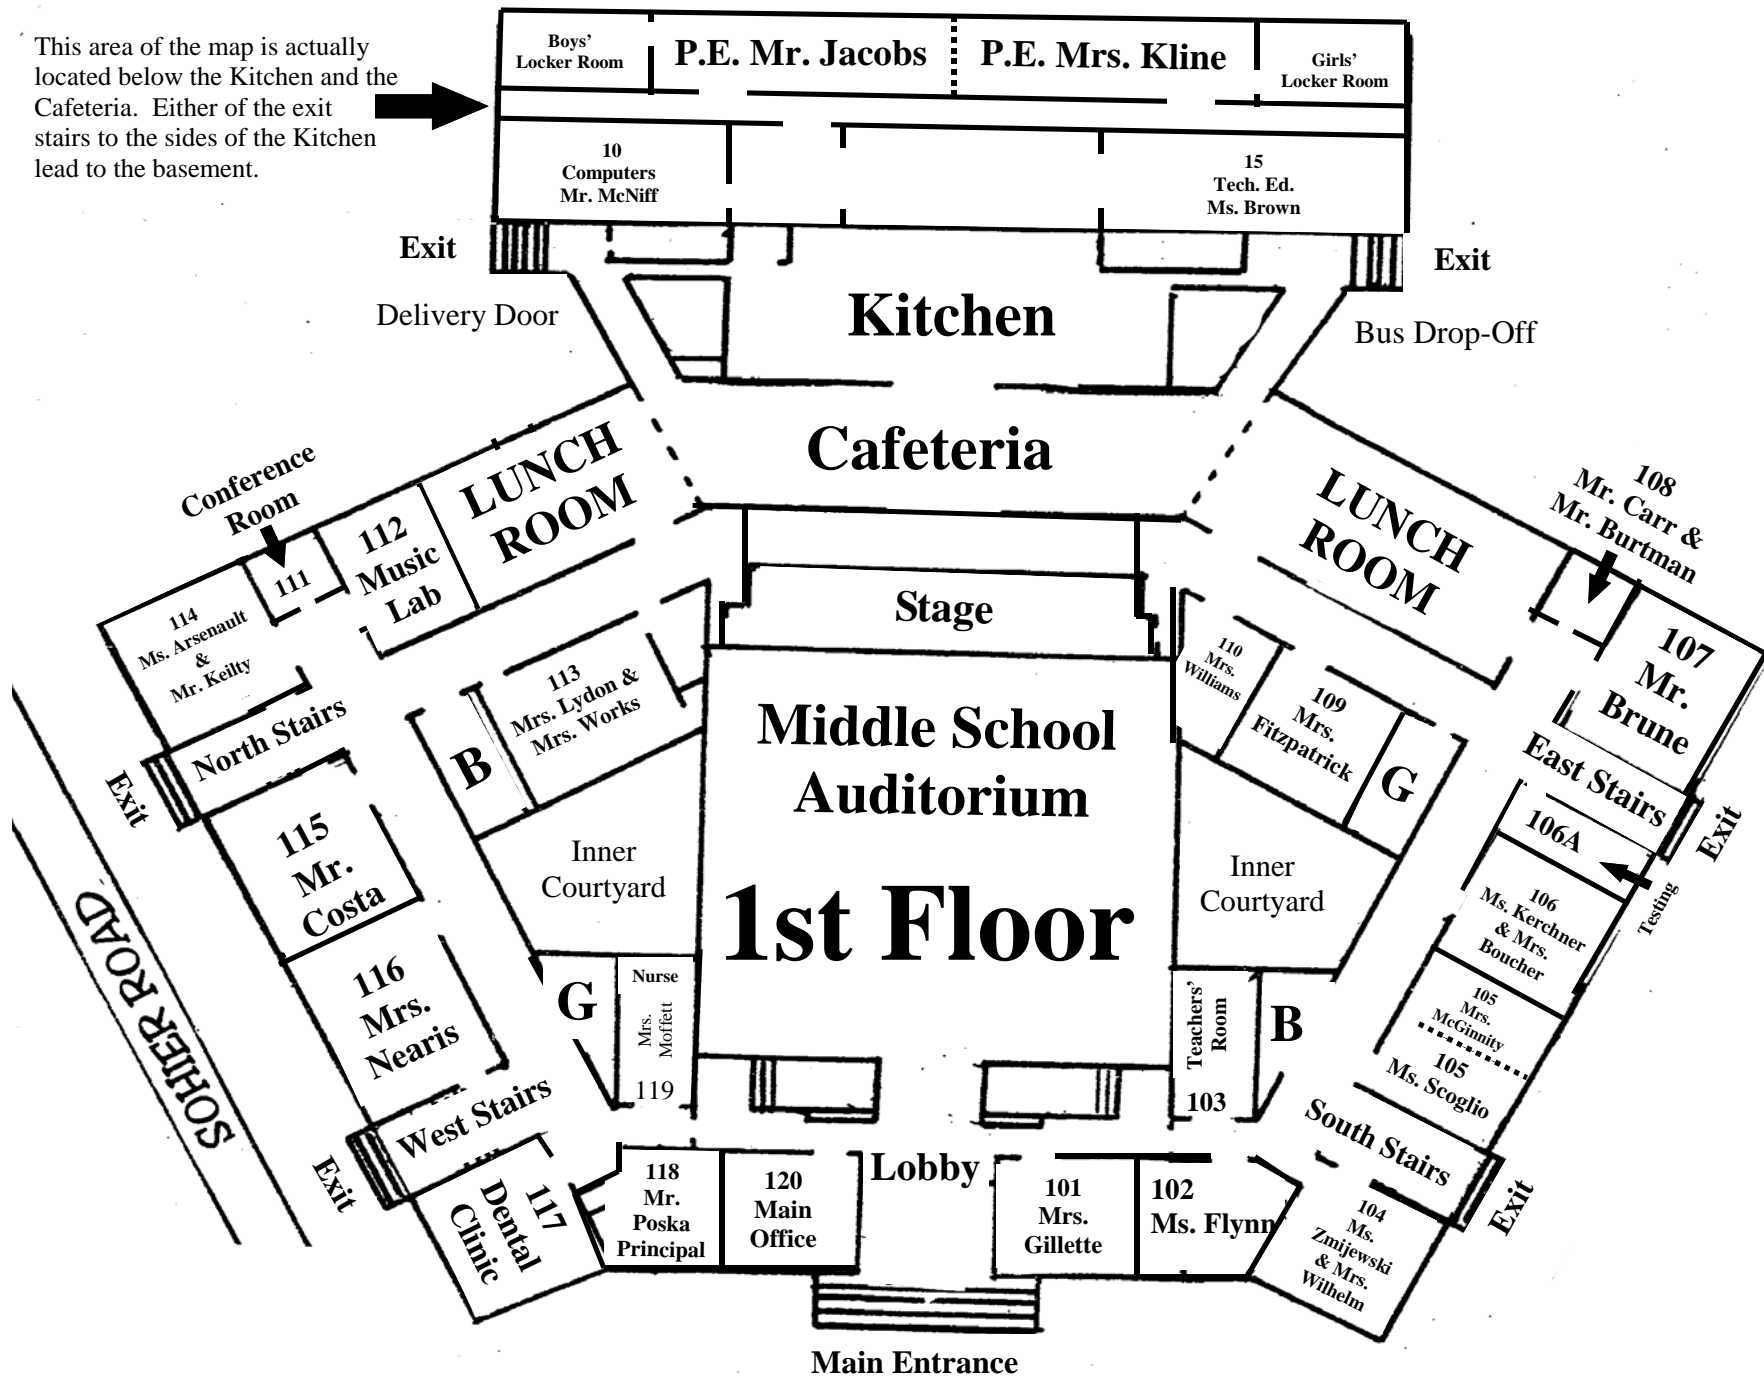 This area of the map is actually
located below the Kitchen and the
Cafeteria.  Either of the exit
stairs to the sides of the Kitchen
lead to the basement.
Boys'
Locker Room
P.E. Mr. Jacobs
P.E. Mrs. Kline
Girls'
Locker Room
10
Computers
Mr. McNiff
15
Tech. Ed.
Ms. Brown
Exit
Exit
Delivery Door
Kitchen
Bus Drop-Off
Cafeteria
Conference
Room
LUNCH
ROOM
LUNCH
ROOM
108
Mr. Carr &
Mr. Burtman
112
Music
Lab
111
114
Ms. Arsenault
&
Mr. Keilty
Stage
110
Mrs.
Williams
107
Mr.
Brune
113
Mrs. Lydon &
Mrs. Works
109
Mrs.
Fitzpatrick
North Stairs
B
Middle School
Auditorium
G
East Stairs
Exit
Exit
115
Mr.
Costa
Inner
Courtyard
1st Floor
Inner
Courtyard
106A
Testing
106
Ms. Kerchner
& Mrs.
Boucher
SOHIER ROAD
116
Mrs.
Nearis
G
Nurse
Mrs.
Moffett
119
Teachers'
Room
103
B
105
Mrs.
McGinnity
105
Ms. Scoglio
West Stairs
South Stairs
Exit
Exit
117
Dental
Clinic
118
Mr.
Poska
Principal
120
Main
Office
Lobby
101
Mrs.
Gillette
102
Ms. Flynn
104
Ms.
Zmijewski
& Mrs.
Wilhelm
Main Entrance